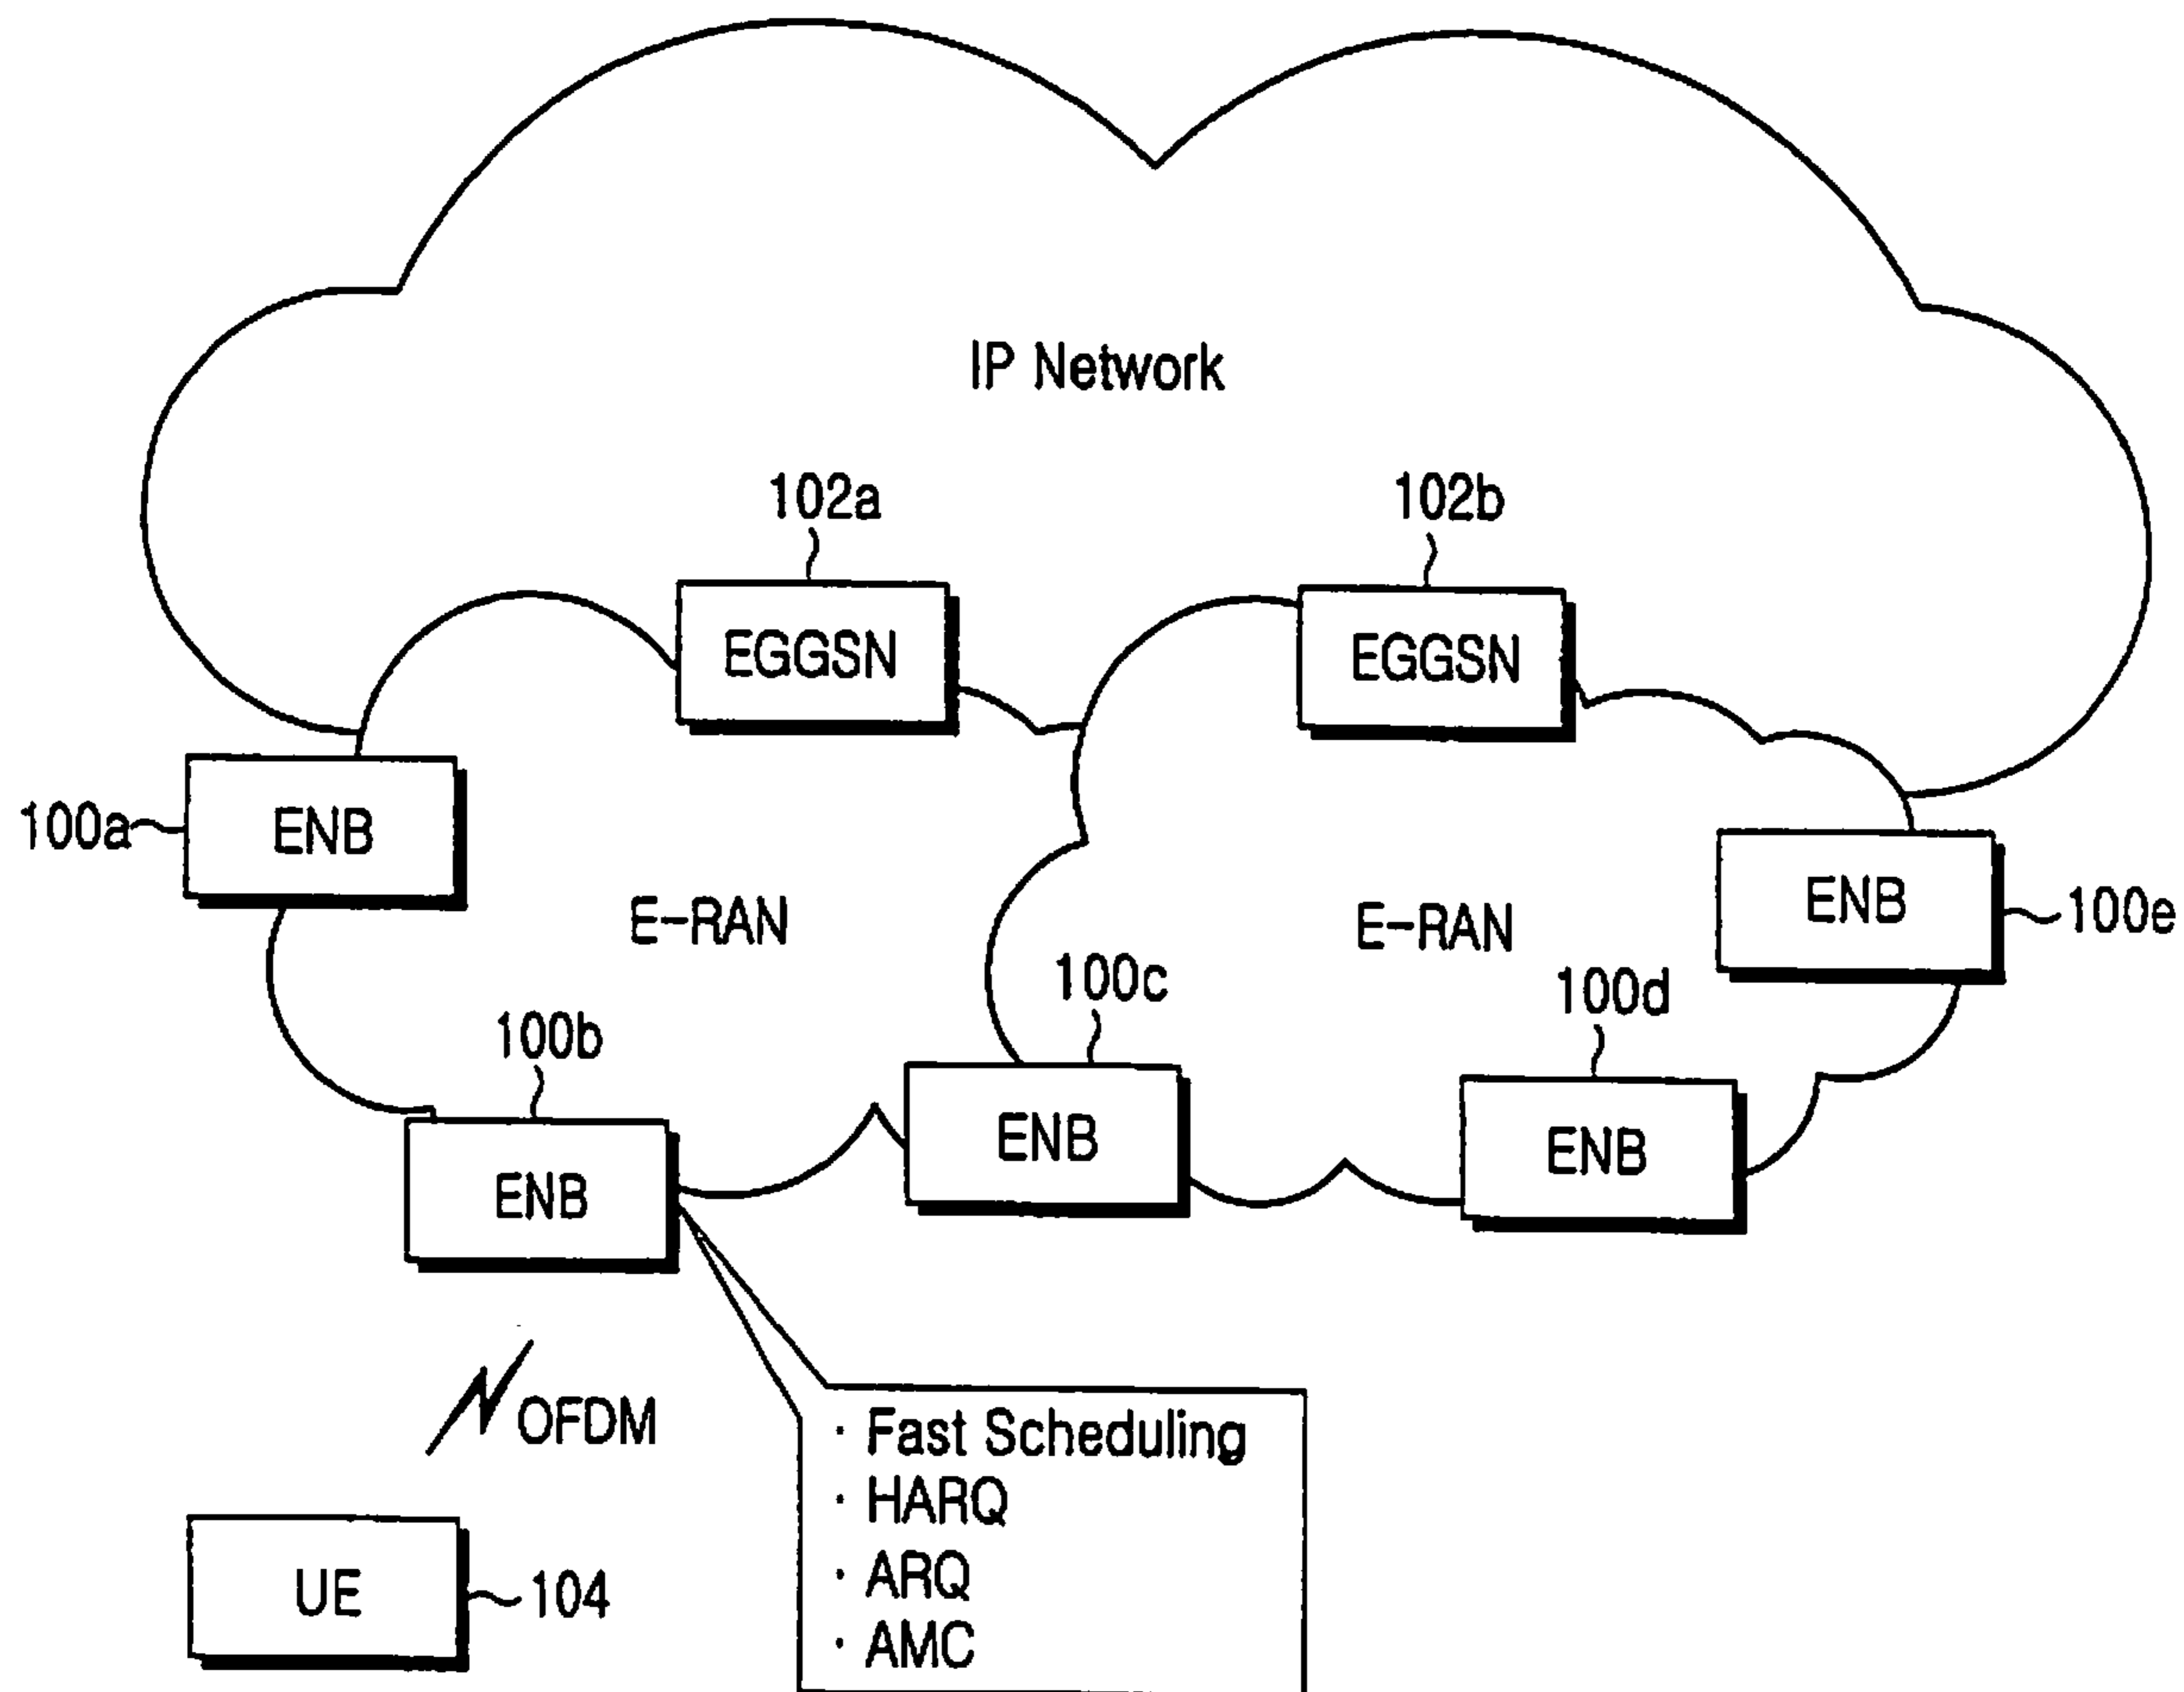 IP Network
102a
102b
EGGSN
EGGSN
100a
ENB
E-RAN
E-RAN
ENB
100e
100c
100d
100b
ENB
ENB
ENB
OFDM
· Fast Scheduling
· HARQ
· ARQ
· AMC
UE
104